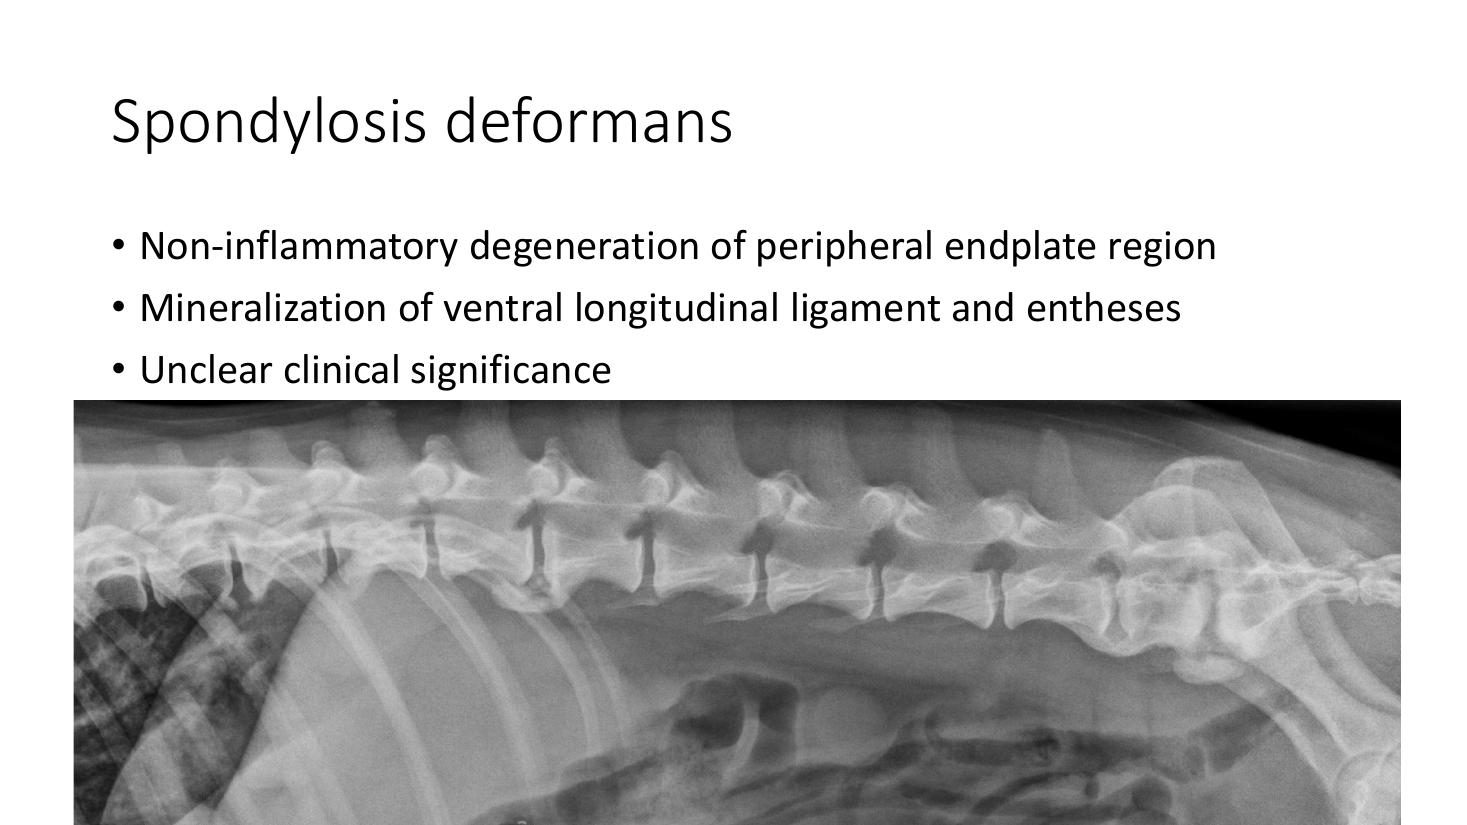 Spondylosis deformans
• Non-inflammatory degeneration of peripheral endplate region
• Mineralization of ventral longitudinal ligament and entheses
• Unclear clinical significance